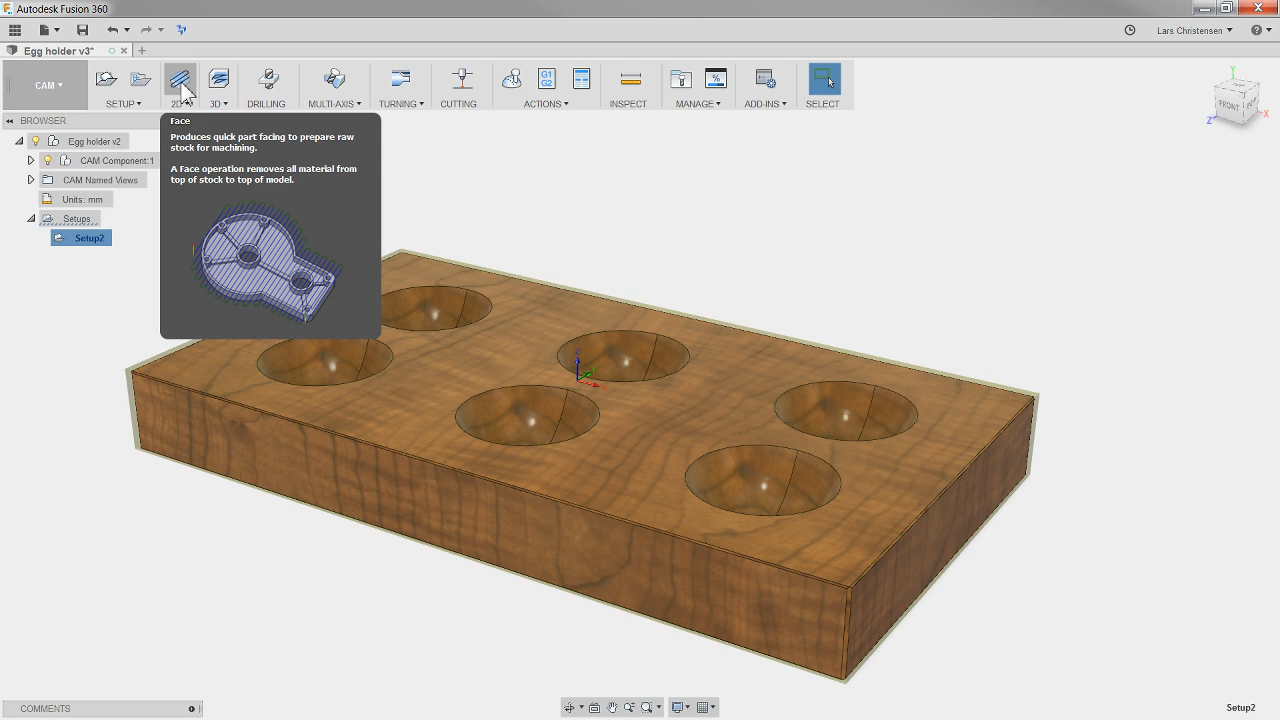 Autodesk Fusion 360
Lars Christensen
Egg holder v3*
CAM
SETUP
2D
3D
DRILLING
MULTI-AXIS
TURNING
CUTTING
G1
G2
ACTIONS
INSPECT
MANAGE
ADD-INS
SELECT
BROWSER
Egg holder v2
CAM Component:1
CAM Named Views
Units: mm
Setups
Setup2
Face
Produces quick part facing to prepare raw
stock for machining.
A Face operation removes all material from
top of stock to top of model.
Y
FRONT
Z
X
COMMENTS
Setup2